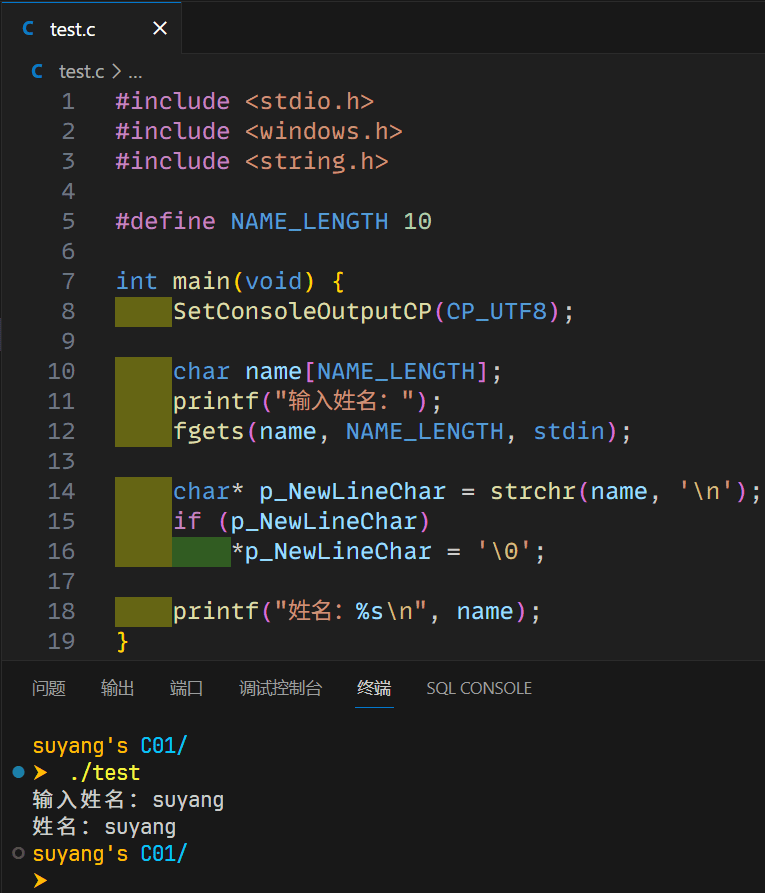 C test.c ×
C test.c > ...
1 #include <stdio.h>
2 #include <windows.h>
3 #include <string.h>
4
5 #define NAME_LENGTH 10
6
7 int main(void) {
8     SetConsoleOutputCP(CP_UTF8);
9
10     char name[NAME_LENGTH];
11     printf("输入姓名: ");
12     fgets(name, NAME_LENGTH, stdin);
13
14     char* p_NewLineChar = strchr(name, '\n');
15     if (p_NewLineChar)
16         *p_NewLineChar = '\0';
17
18     printf("姓名: %s\n", name);
19 }
问题 输出 端口 调试控制台 终端 SQL CONSOLE
suyang's C01/
➤ ./test
输入姓名: suyang
姓名: suyang
suyang's C01/
➤